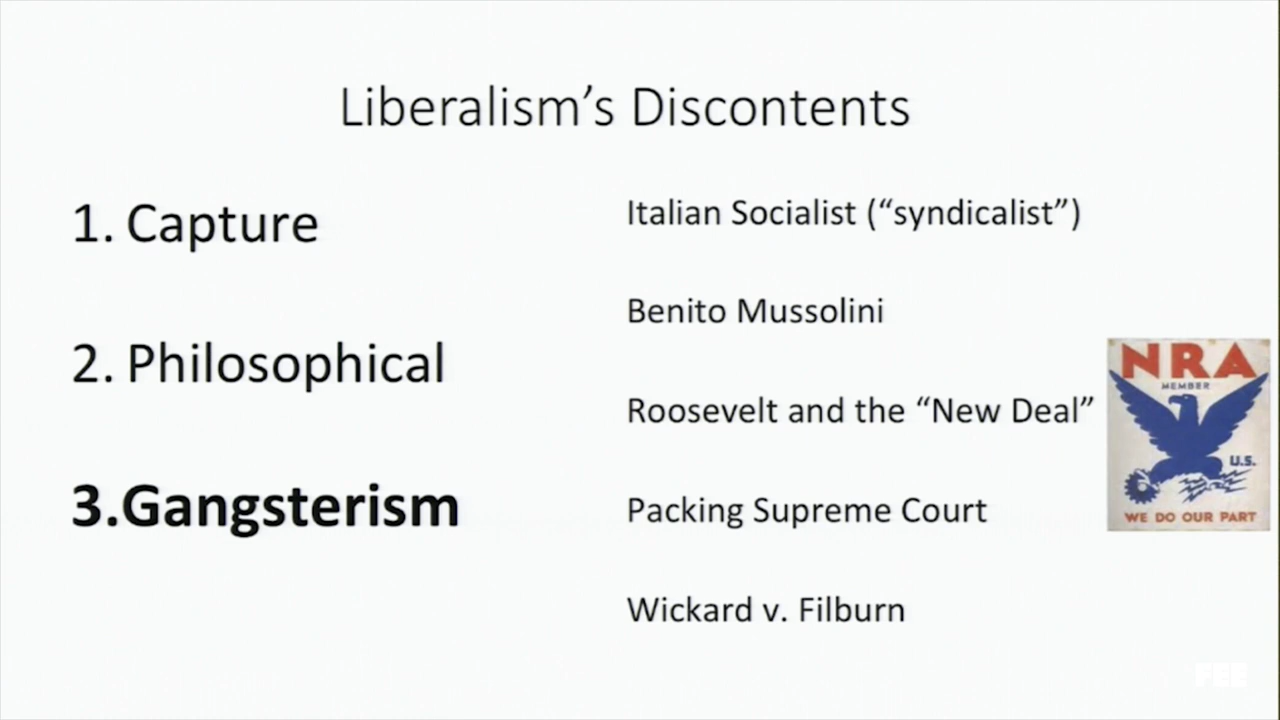 Liberalism’s Discontents
1. Capture
2. Philosophical
3.Gangsterism
Italian Socialist (“syndicalist”)
Benito Mussolini
Roosevelt and the “New Deal”
Packing Supreme Court
Wickard v. Filburn
NRA
MEMBER
U.S.
WE DO OUR PART
FEE